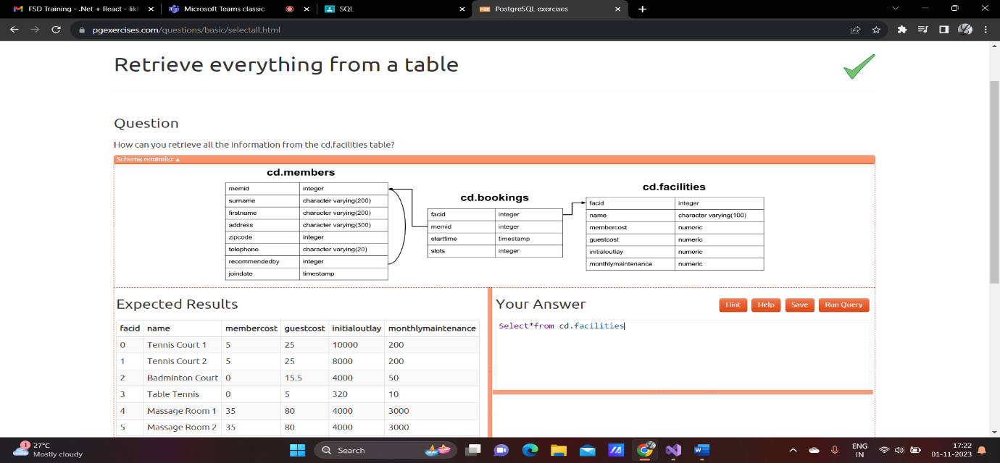 FSD Training - .Net + React - lik
Microsoft Teams classic
SQL
PostgreSQL exercises
pgexercises.com/questions/basic/selectall.html
Retrieve everything from a table
Question
How can you retrieve all the information from the cd.facilities table?
Schema reminder
cd.members
memid integer
surname character varying(200)
firstname character varying(200)
address character varying(300)
zipcode integer
telephone character varying(20)
recommendedby integer
joindate timestamp
cd.bookings
facid integer
memid integer
starttime timestamp
slots integer
cd.facilities
facid integer
name character varying(100)
membercost numeric
guestcost numeric
initialoutlay numeric
monthlymaintenance numeric
Expected Results
facid name membercost guestcost initialoutlay monthlymaintenance
0 Tennis Court 1 5 25 10000 200
1 Tennis Court 2 5 25 8000 200
2 Badminton Court 0 15.5 4000 50
3 Table Tennis 0 5 320 10
4 Massage Room 1 35 80 4000 3000
5 Massage Room 2 35 80 4000 3000
Your Answer
Hint Help Save Run Query
Select*from cd.facilities
1
27°C
Mostly cloudy
Search
ENG
IN
17:22
01-11-2023